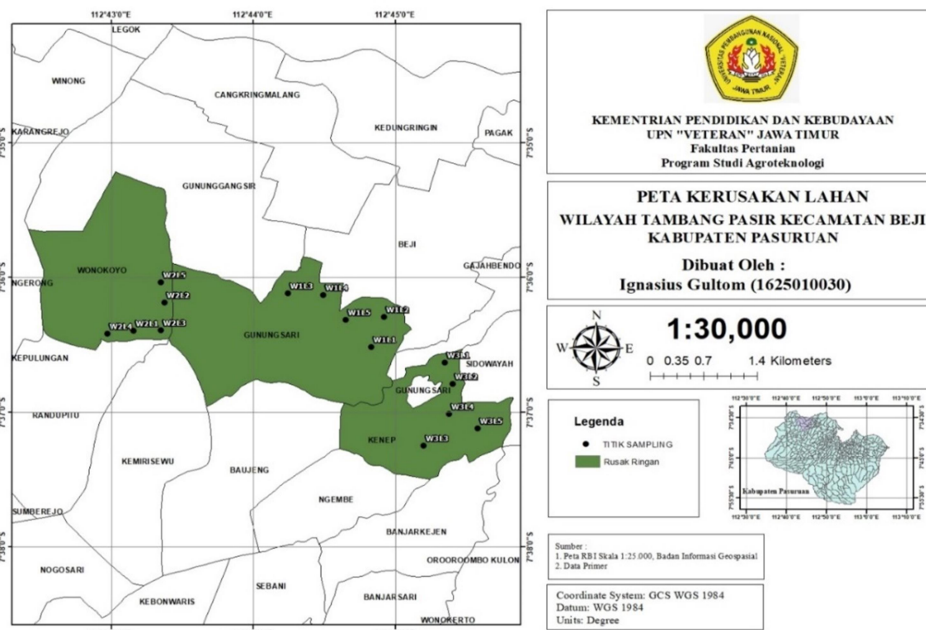 112°43'0"E
112°44'0"E
112°45'0"E
LEGOK
WINONG
CANGKRINGMALANG
KARANGREJO
KEDUNGRINGIN
PAGAK
7°35'0"S
7°35'0"S
GUNUNGGANGSIR
BEJI
GAJAHBENDO
WONOKOYO
NGERONG
7°36'0"S
7°36'0"S
W2E5
W2E2
W2E4
W2E1
W2E3
W1E3
W1E4
W1E5
W1E2
W1E1
GUNUNGSARI
KEPULUNGAN
W3E1
SIDOWAYAH
W3E2
GUNUNGSARI
RANDUPITU
7°37'0"S
7°37'0"S
W3E4
W3E5
KENEP
W3E3
KEMIRISEWU
BAUJENG
NGEMBE
SUMBEREJO
BANJARKEJEN
7°38'0"S
7°38'0"S
OROOROOMBO KULON
NOGOSARI
SEBANI
KEBONWARIS
BANJARSARI
WONOKERTO
UNIVERSITAS PEMBANGUNAN NASIONAL "VETERAN"
JAWA TIMUR
KEMENTRIAN PENDIDIKAN DAN KEBUDAYAAN
UPN "VETERAN" JAWA TIMUR
Fakultas Pertanian
Program Studi Agroteknologi
PETA KERUSAKAN LAHAN
WILAYAH TAMBANG PASIR KECAMATAN BEJI
KABUPATEN PASURUAN
Dibuat Oleh :
Ignasius Gultom (1625010030)
N
W E
S
1:30,000
0 0.35 0.7 1.4 Kilometers
Legenda
TITIK SAMPLING
Rusak Ringan
Kabupaten Pasuruan
Sumber :
1. Peta RBI Skala 1:25.000, Badan Informasi Geospasial
2. Data Primer
Coordinate System: GCS WGS 1984
Datum: WGS 1984
Units: Degree